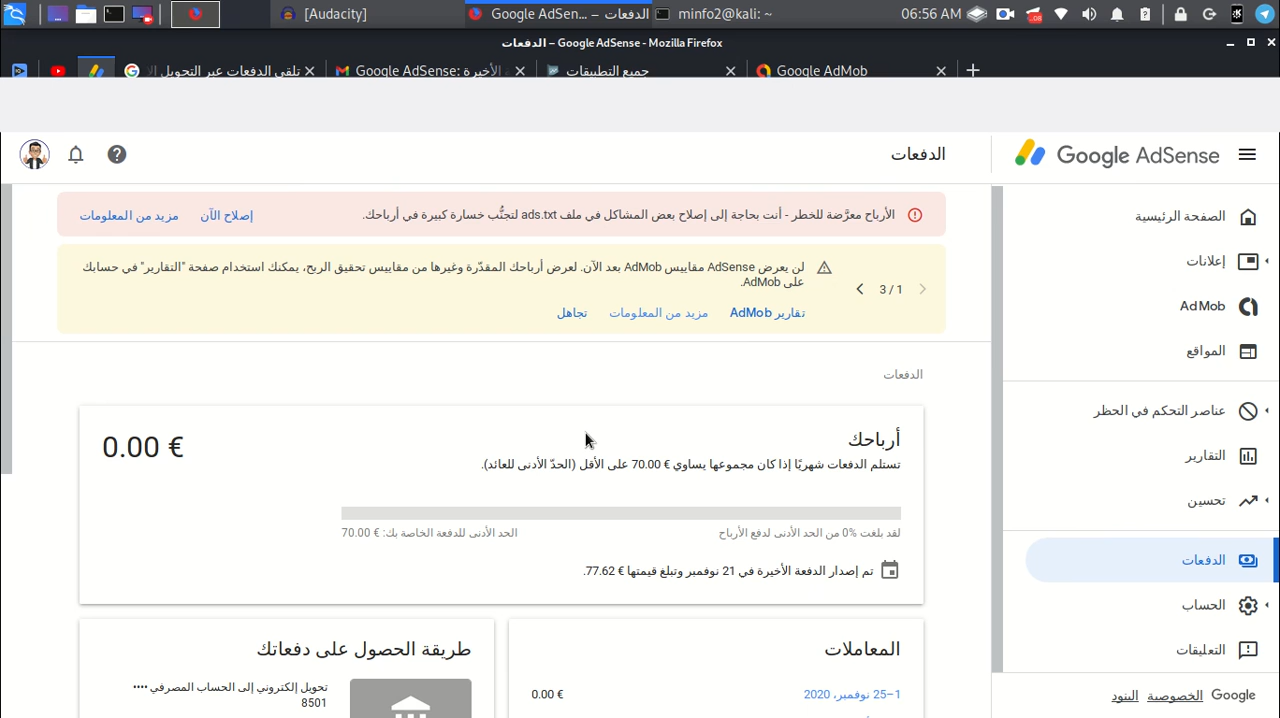 [Audacity]
Google AdSen... – الدفعات
minfo2@kali: ~
06:56 AM
الدفعات – Google AdSense - Mozilla Firefox
تلقي الدفعات عبر التحويل الإ
Google AdSense: الأخيرة
جميع التطبيقات
Google AdMob
الدفعات
Google AdSense
الأرباح معرَّضة للخطر - أنت بحاجة إلى إصلاح بعض المشاكل في ملف ads.txt لتجنُّب خسارة كبيرة في أرباحك.
إصلاح الآن
مزيد من المعلومات
لن يعرض AdSense مقاييس AdMob بعد الآن. لعرض أرباحك المقدّرة وغيرها من مقاييس تحقيق الربح، يمكنك استخدام صفحة "التقارير" في حسابك
على AdMob.
3 / 1
تقارير AdMob
مزيد من المعلومات
تجاهل
الصفحة الرئيسية
إعلانات
AdMob
المواقع
عناصر التحكم في الحظر
التقارير
تحسين
الدفعات
الحساب
التعليقات
Google الخصوصية البنود
الدفعات
أرباحك
0.00 €
تستلم الدفعات شهريًا إذا كان مجموعها يساوي € 70.00 على الأقل (الحدّ الأدنى للعائد).
لقد بلغت %0 من الحد الأدنى لدفع الأرباح
الحد الأدنى للدفعة الخاصة بك: € 70.00
تم إصدار الدفعة الأخيرة في 21 نوفمبر وتبلغ قيمتها € 77.62.
المعاملات
1–25 نوفمبر، 2020
0.00 €
طريقة الحصول على دفعاتك
تحويل إلكتروني إلى الحساب المصرفي ••••
8501